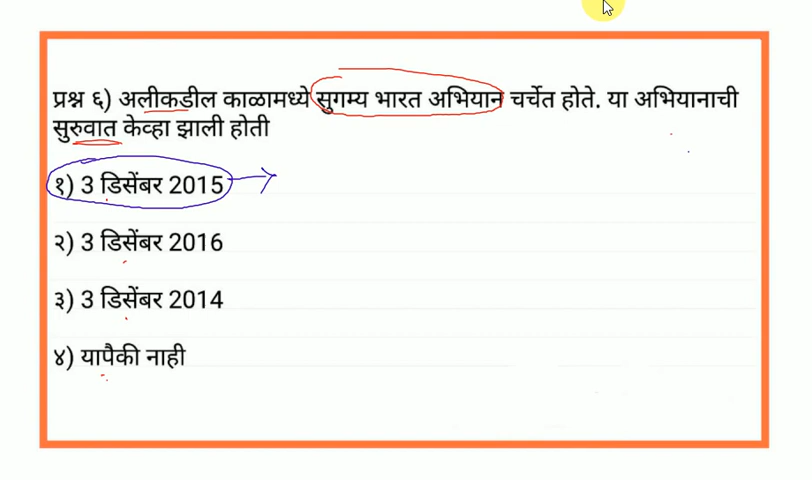 प्रश्न ६) अलीकडील काळामध्ये सुगम्य भारत अभियान चर्चेत होते. या अभियानाची
सुरुवात केव्हा झाली होती
१) 3 डिसेंबर 2015
२) 3 डिसेंबर 2016
३) 3 डिसेंबर 2014
४) यापैकी नाही